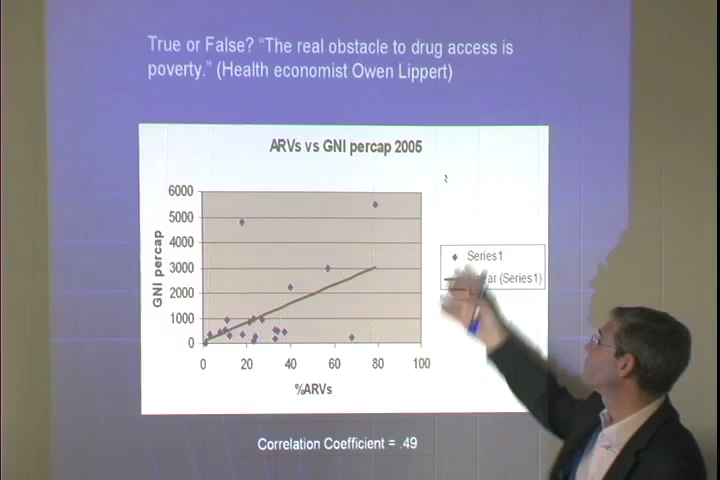 True or False? “The real obstacle to drug access is
poverty.” (Health economist Owen Lippert)
ARVs vs GNI percap 2005
GNI percap
6000
5000
4000
3000
2000
1000
0
0 20 40 60 80 100
%ARVs
Series1
(Series1)
Correlation Coefficient = .49